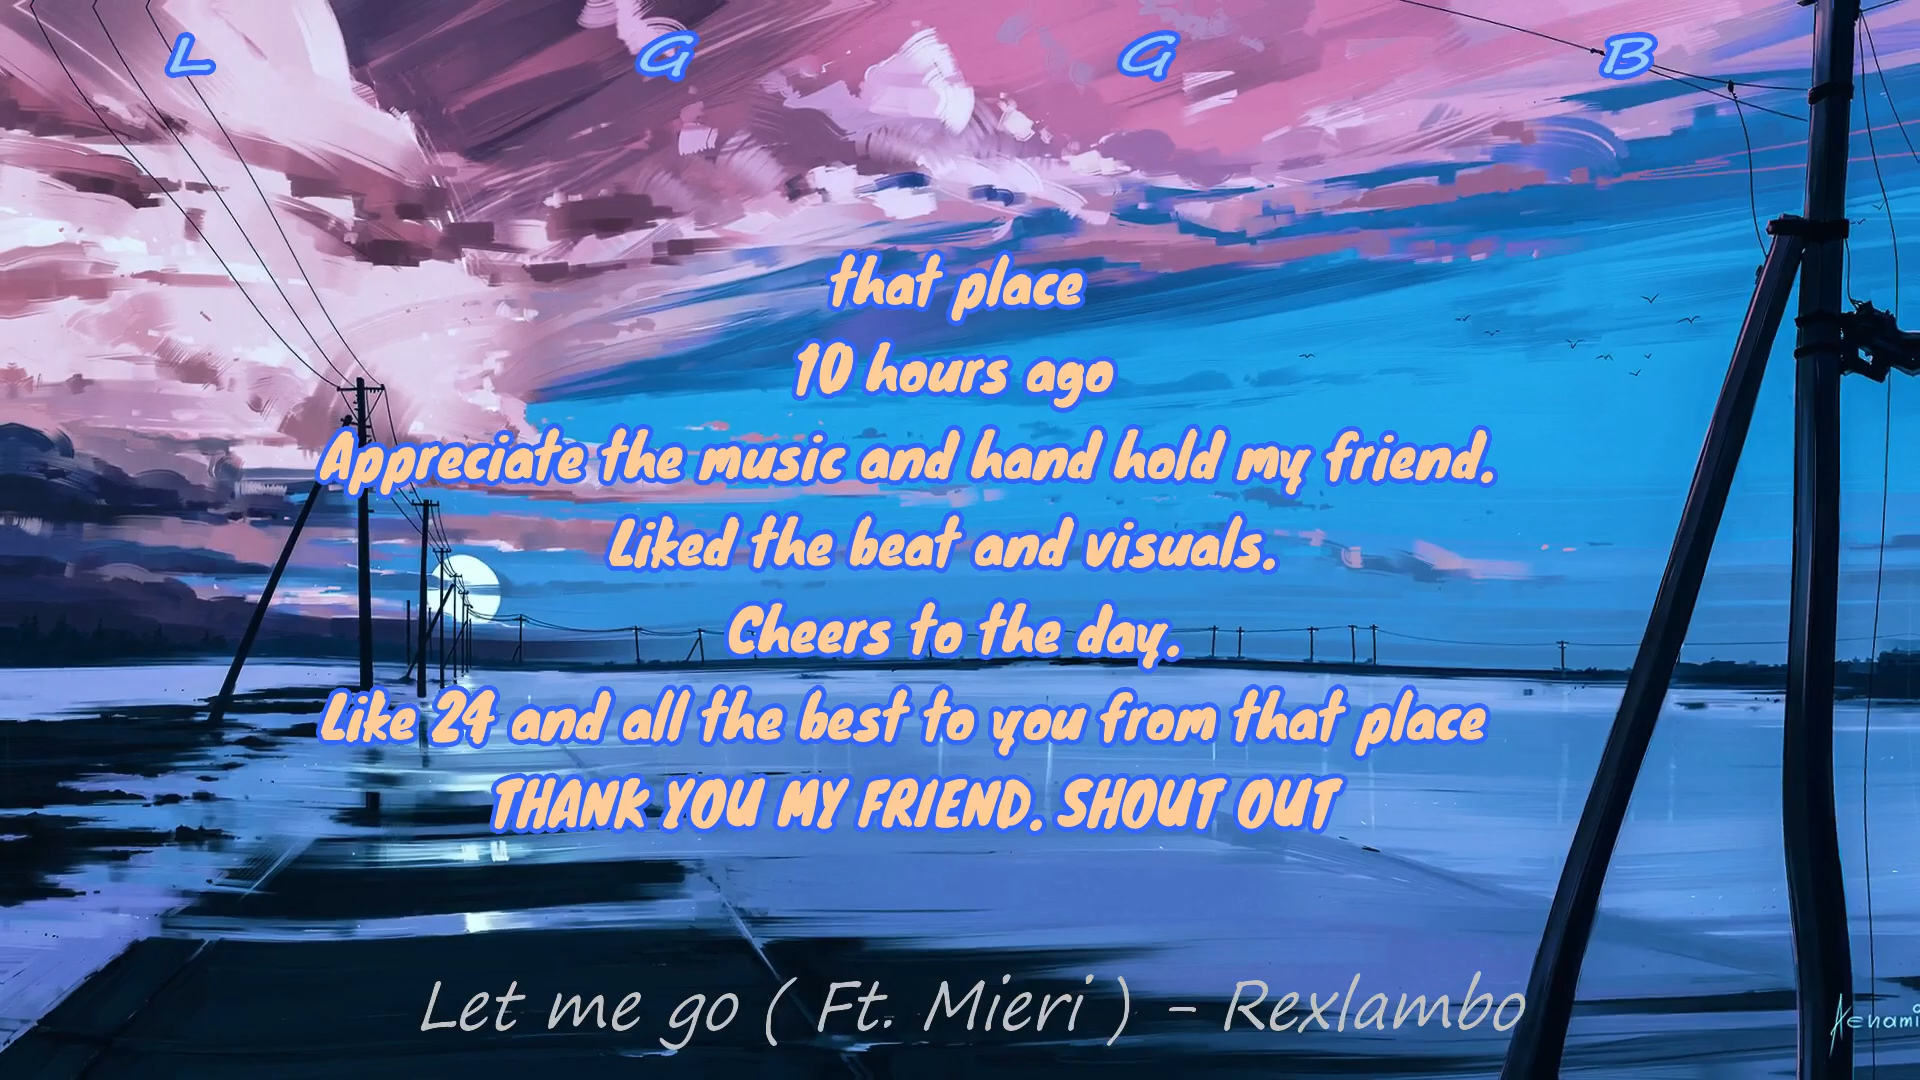 L G G B
that place
10 hours ago
Appreciate the music and hand hold my friend.
Liked the beat and visuals.
Cheers to the day.
Like 24 and all the best to you from that place
THANK YOU MY FRIEND. SHOUT OUT
Let me go ( Ft. Mieri ) - Rexlambo
Aenami